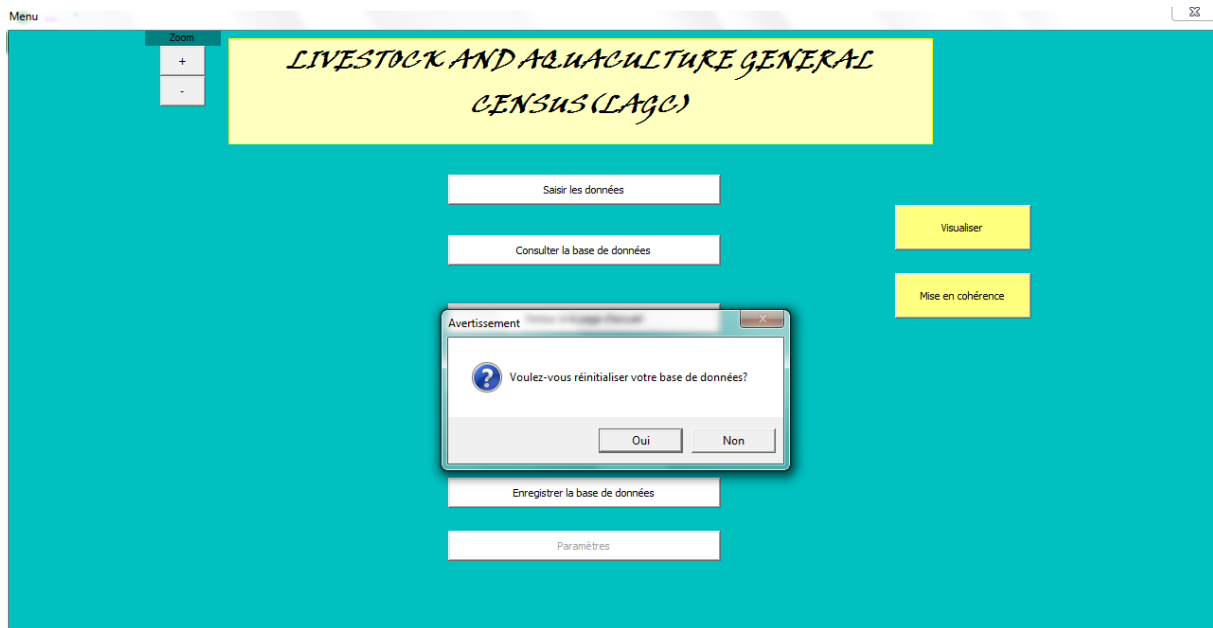 Menu
Zoom
+
-
LIVESTOCK AND AQUACULTURE GENERAL
CENSUS (LAGC)
Saisir les données
Consulter la base de données
Visualiser
Mise en cohérence
Avertissement
Voulez-vous réinitialiser votre base de données?
Oui
Non
Enregistrer la base de données
Paramètres